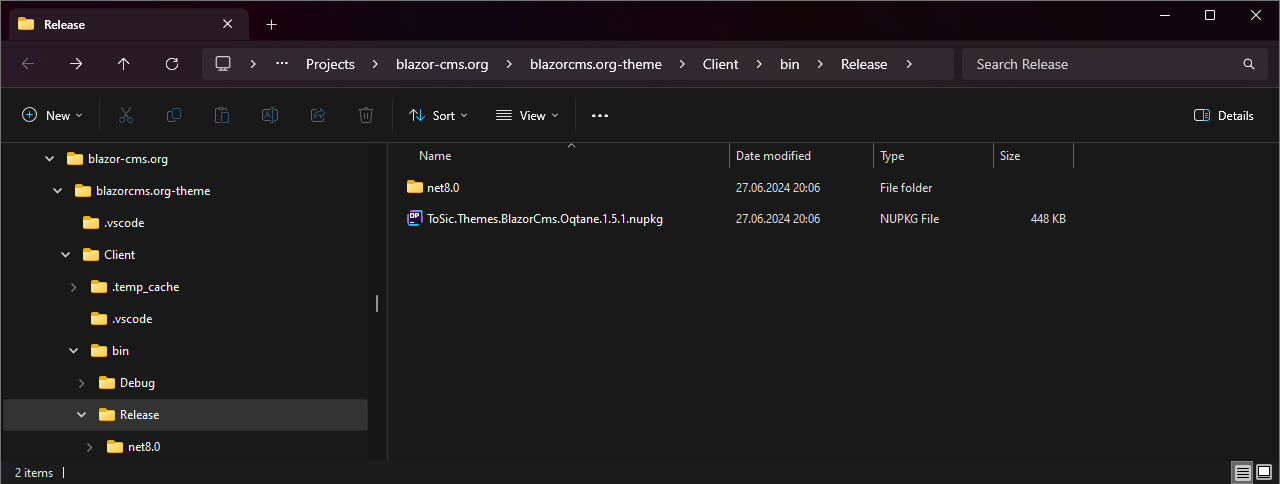 Release
Projects blazor-cms.org blazorcms.org-theme Client bin Release Search Release
New Sort View Details
blazor-cms.org
blazorcms.org-theme
.vscode
Client
.temp_cache
.vscode
bin
Debug
Release
net8.0
Name Date modified Type Size
net8.0 27.06.2024 20:06 File folder
DP ToSic.Themes.BlazorCms.Oqtane.1.5.1.nupkg 27.06.2024 20:06 NUPKG File 448 KB
2 items